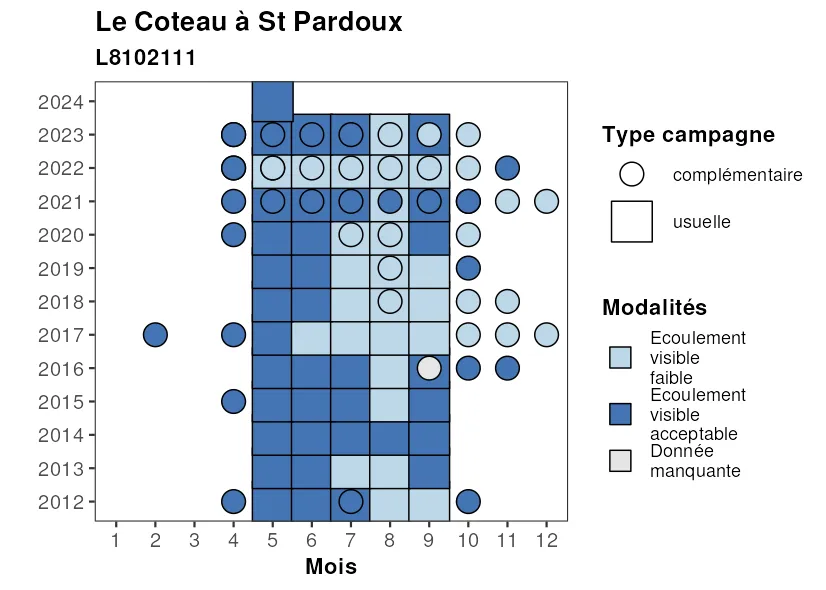 Le Coteau à St Pardoux
L8102111
2024
2023
2022
2021
2020
2019
2018
2017
2016
2015
2014
2013
2012
1 2 3 4 5 6 7 8 9 10 11 12
Mois
Type campagne
complémentaire
usuelle
Modalités
Ecoulement
visible
faible
Ecoulement
visible
acceptable
Donnée
manquante